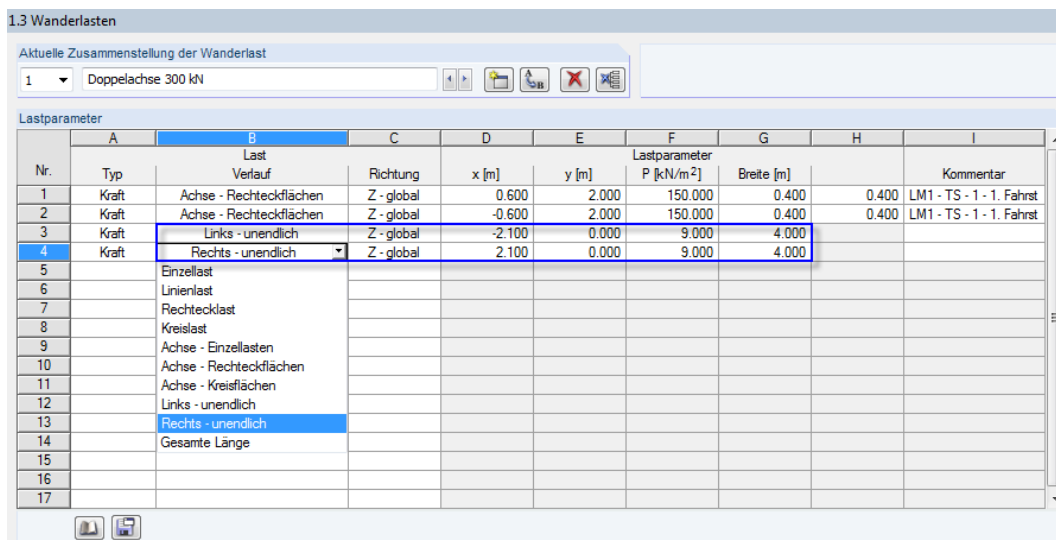 1.3 Wanderlasten
Aktuelle Zusammenstellung der Wanderlast
1 Doppelachse 300 kN
Lastparameter
A B C D E F G H I
Last Lastparameter
Nr. Typ Verlauf Richtung x [m] y [m] P [kN/m²] Breite [m] Kommentar
1 Kraft Achse - Rechteckflächen Z - global 0.600 2.000 150.000 0.400 0.400 LM1 - TS - 1 - 1. Fahrst
2 Kraft Achse - Rechteckflächen Z - global -0.600 2.000 150.000 0.400 0.400 LM1 - TS - 1 - 1. Fahrst
3 Kraft Links - unendlich Z - global -2.100 0.000 9.000 4.000
4 Kraft Rechts - unendlich Z - global 2.100 0.000 9.000 4.000
5 Einzellast
6 Linienlast
7 Rechtecklast
8 Kreislast
9 Achse - Einzellasten
10 Achse - Rechteckflächen
11 Achse - Kreisflächen
12 Links - unendlich
13 Rechts - unendlich
14 Gesamte Länge
15
16
17